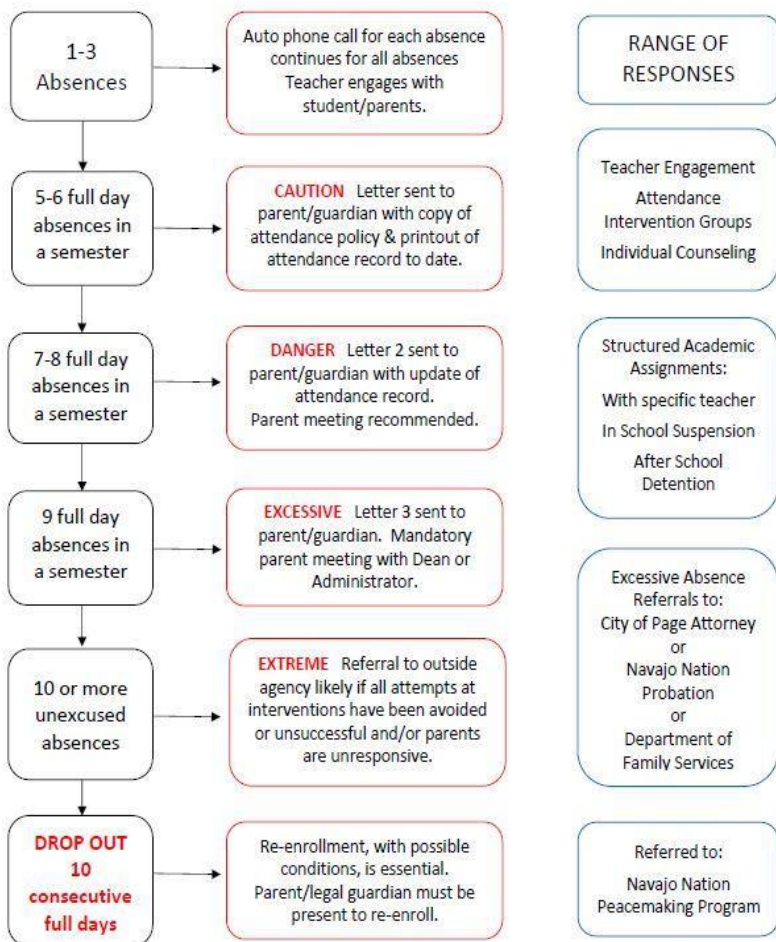 1-3
Absences
Auto phone call for each absence
continues for all absences
Teacher engages with
student/parents.
RANGE OF
RESPONSES
5-6 full day
absences in
a semester
CAUTION Letter sent to
parent/guardian with copy of
attendance policy & printout of
attendance record to date.
Teacher Engagement
Attendance
Intervention Groups
Individual Counseling
7-8 full day
absences in
a semester
DANGER Letter 2 sent to
parent/guardian with update of
attendance record.
Parent meeting recommended.
Structured Academic
Assignments:
With specific teacher
In School Suspension
After School
Detention
9 full day
absences in
a semester
EXCESSIVE Letter 3 sent to
parent/guardian. Mandatory
parent meeting with Dean or
Administrator.
10 or more
unexcused
absences
EXTREME Referral to outside
agency likely if all attempts at
interventions have been avoided
or unsuccessful and/or parents
are unresponsive.
Excessive Absence
Referrals to:
City of Page Attorney
or
Navajo Nation
Probation
or
Department of
Family Services
DROP OUT
10
consecutive
full days
Re-enrollment, with possible
conditions, is essential.
Parent/legal guardian must be
present to re-enroll.
Referred to:
Navajo Nation
Peacemaking Program